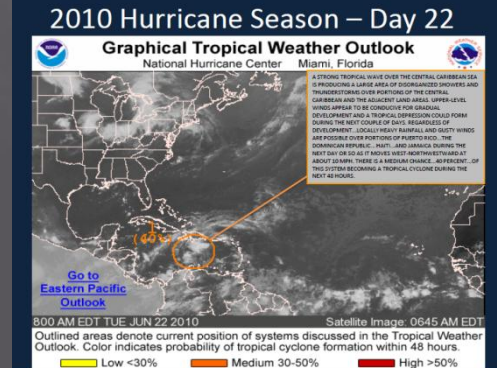 2010 Hurricane Season – Day 22
Graphical Tropical Weather Outlook
National Hurricane Center Miami, Florida
A STRONG TROPICAL WAVE OVER THE CENTRAL CARIBBEAN SEA
IS PRODUCING A LARGE AREA OF DISORGANIZED SHOWERS AND
THUNDERSTORMS OVER PORTIONS OF THE CENTRAL
CARIBBEAN AND THE ADJACENT LAND AREAS. UPPER-LEVEL
WINDS APPEAR TO BE CONDUCIVE FOR GRADUAL
DEVELOPMENT AND A TROPICAL DEPRESSION COULD FORM
DURING THE NEXT COUPLE OF DAYS. REGARDLESS OF
DEVELOPMENT...LOCALLY HEAVY RAINFALL AND GUSTY WINDS
ARE POSSIBLE OVER PORTIONS OF PUERTO RICO...THE
DOMINICAN REPUBLIC... HAITI...AND JAMAICA DURING THE
NEXT DAY OR SO AS IT MOVES WEST-NORTHWESTWARD AT
ABOUT 10 MPH. THERE IS A MEDIUM CHANCE...40 PERCENT...OF
THIS SYSTEM BECOMING A TROPICAL CYCLONE DURING THE
NEXT 48 HOURS.
1
(40%)
Go to
Eastern Pacific
Outlook
800 AM EDT TUE JUN 22 2010 Satellite Image: 0645 AM EDT
Outlined areas denote current position of systems discussed in the Tropical Weather
Outlook. Color indicates probability of tropical cyclone formation within 48 hours.
Low <30% Medium 30-50% High >50%